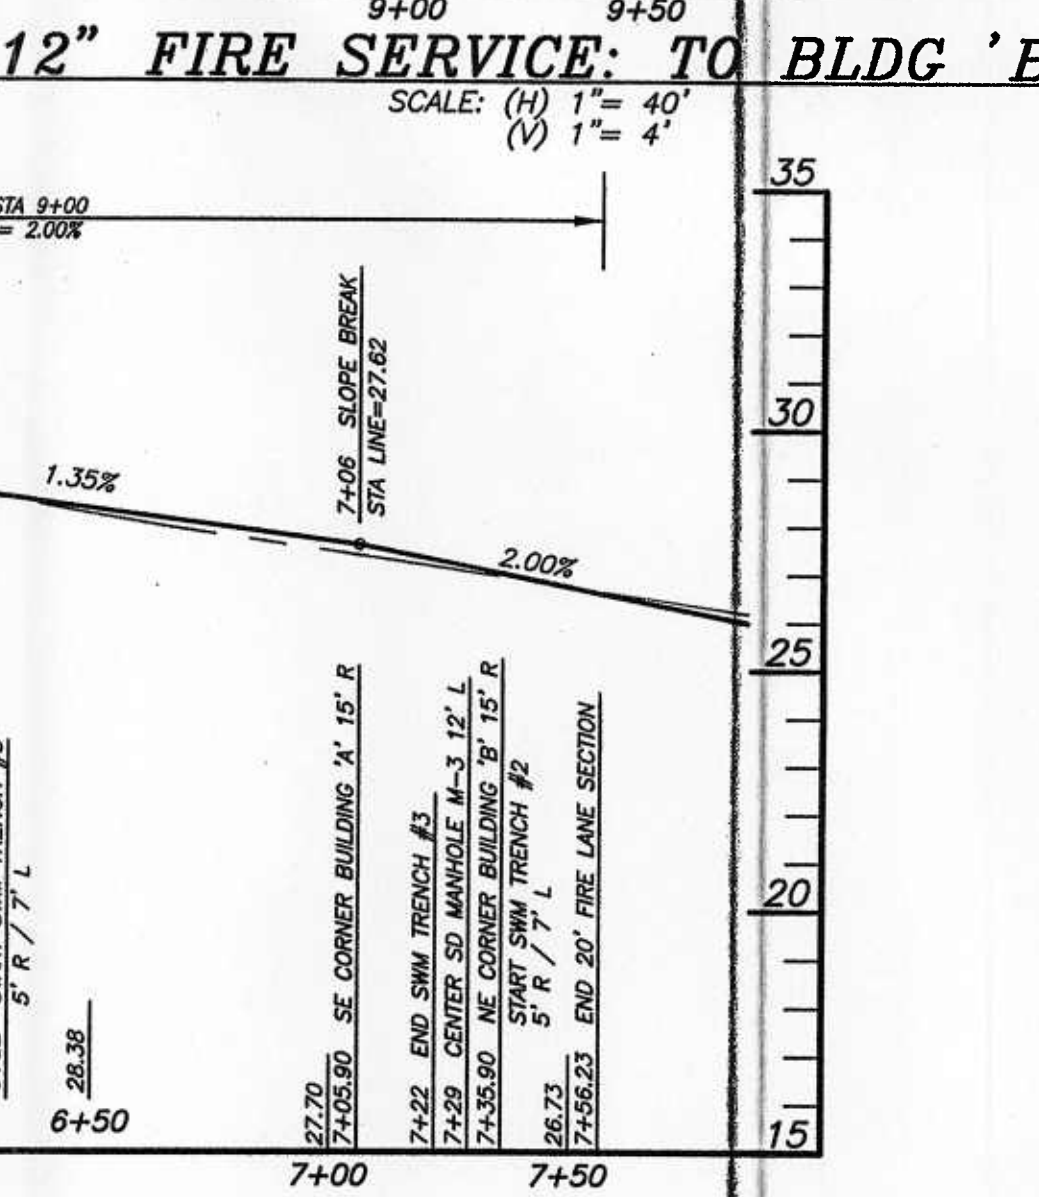 9+00 9+50
12" FIRE SERVICE: TO BLDG 'B
SCALE: (H) 1"= 40'
(V) 1"= 4'
STA 9+00
= 2.00%
35
30
25
20
15
7+06 SLOPE BREAK
STA LINE=27.62
1.35%
2.00%
5' R / 7' L
28.38
27.70
7+05.90 SE CORNER BUILDING 'A' 15' R
7+22 END SWM TRENCH #3
7+29 CENTER SD MANHOLE M-3 12' L
7+35.90 NE CORNER BUILDING 'B' 15' R
START SWM TRENCH #2
5' R / 7' L
26.73
7+56.23 END 20' FIRE LANE SECTION
6+50
7+00 7+50